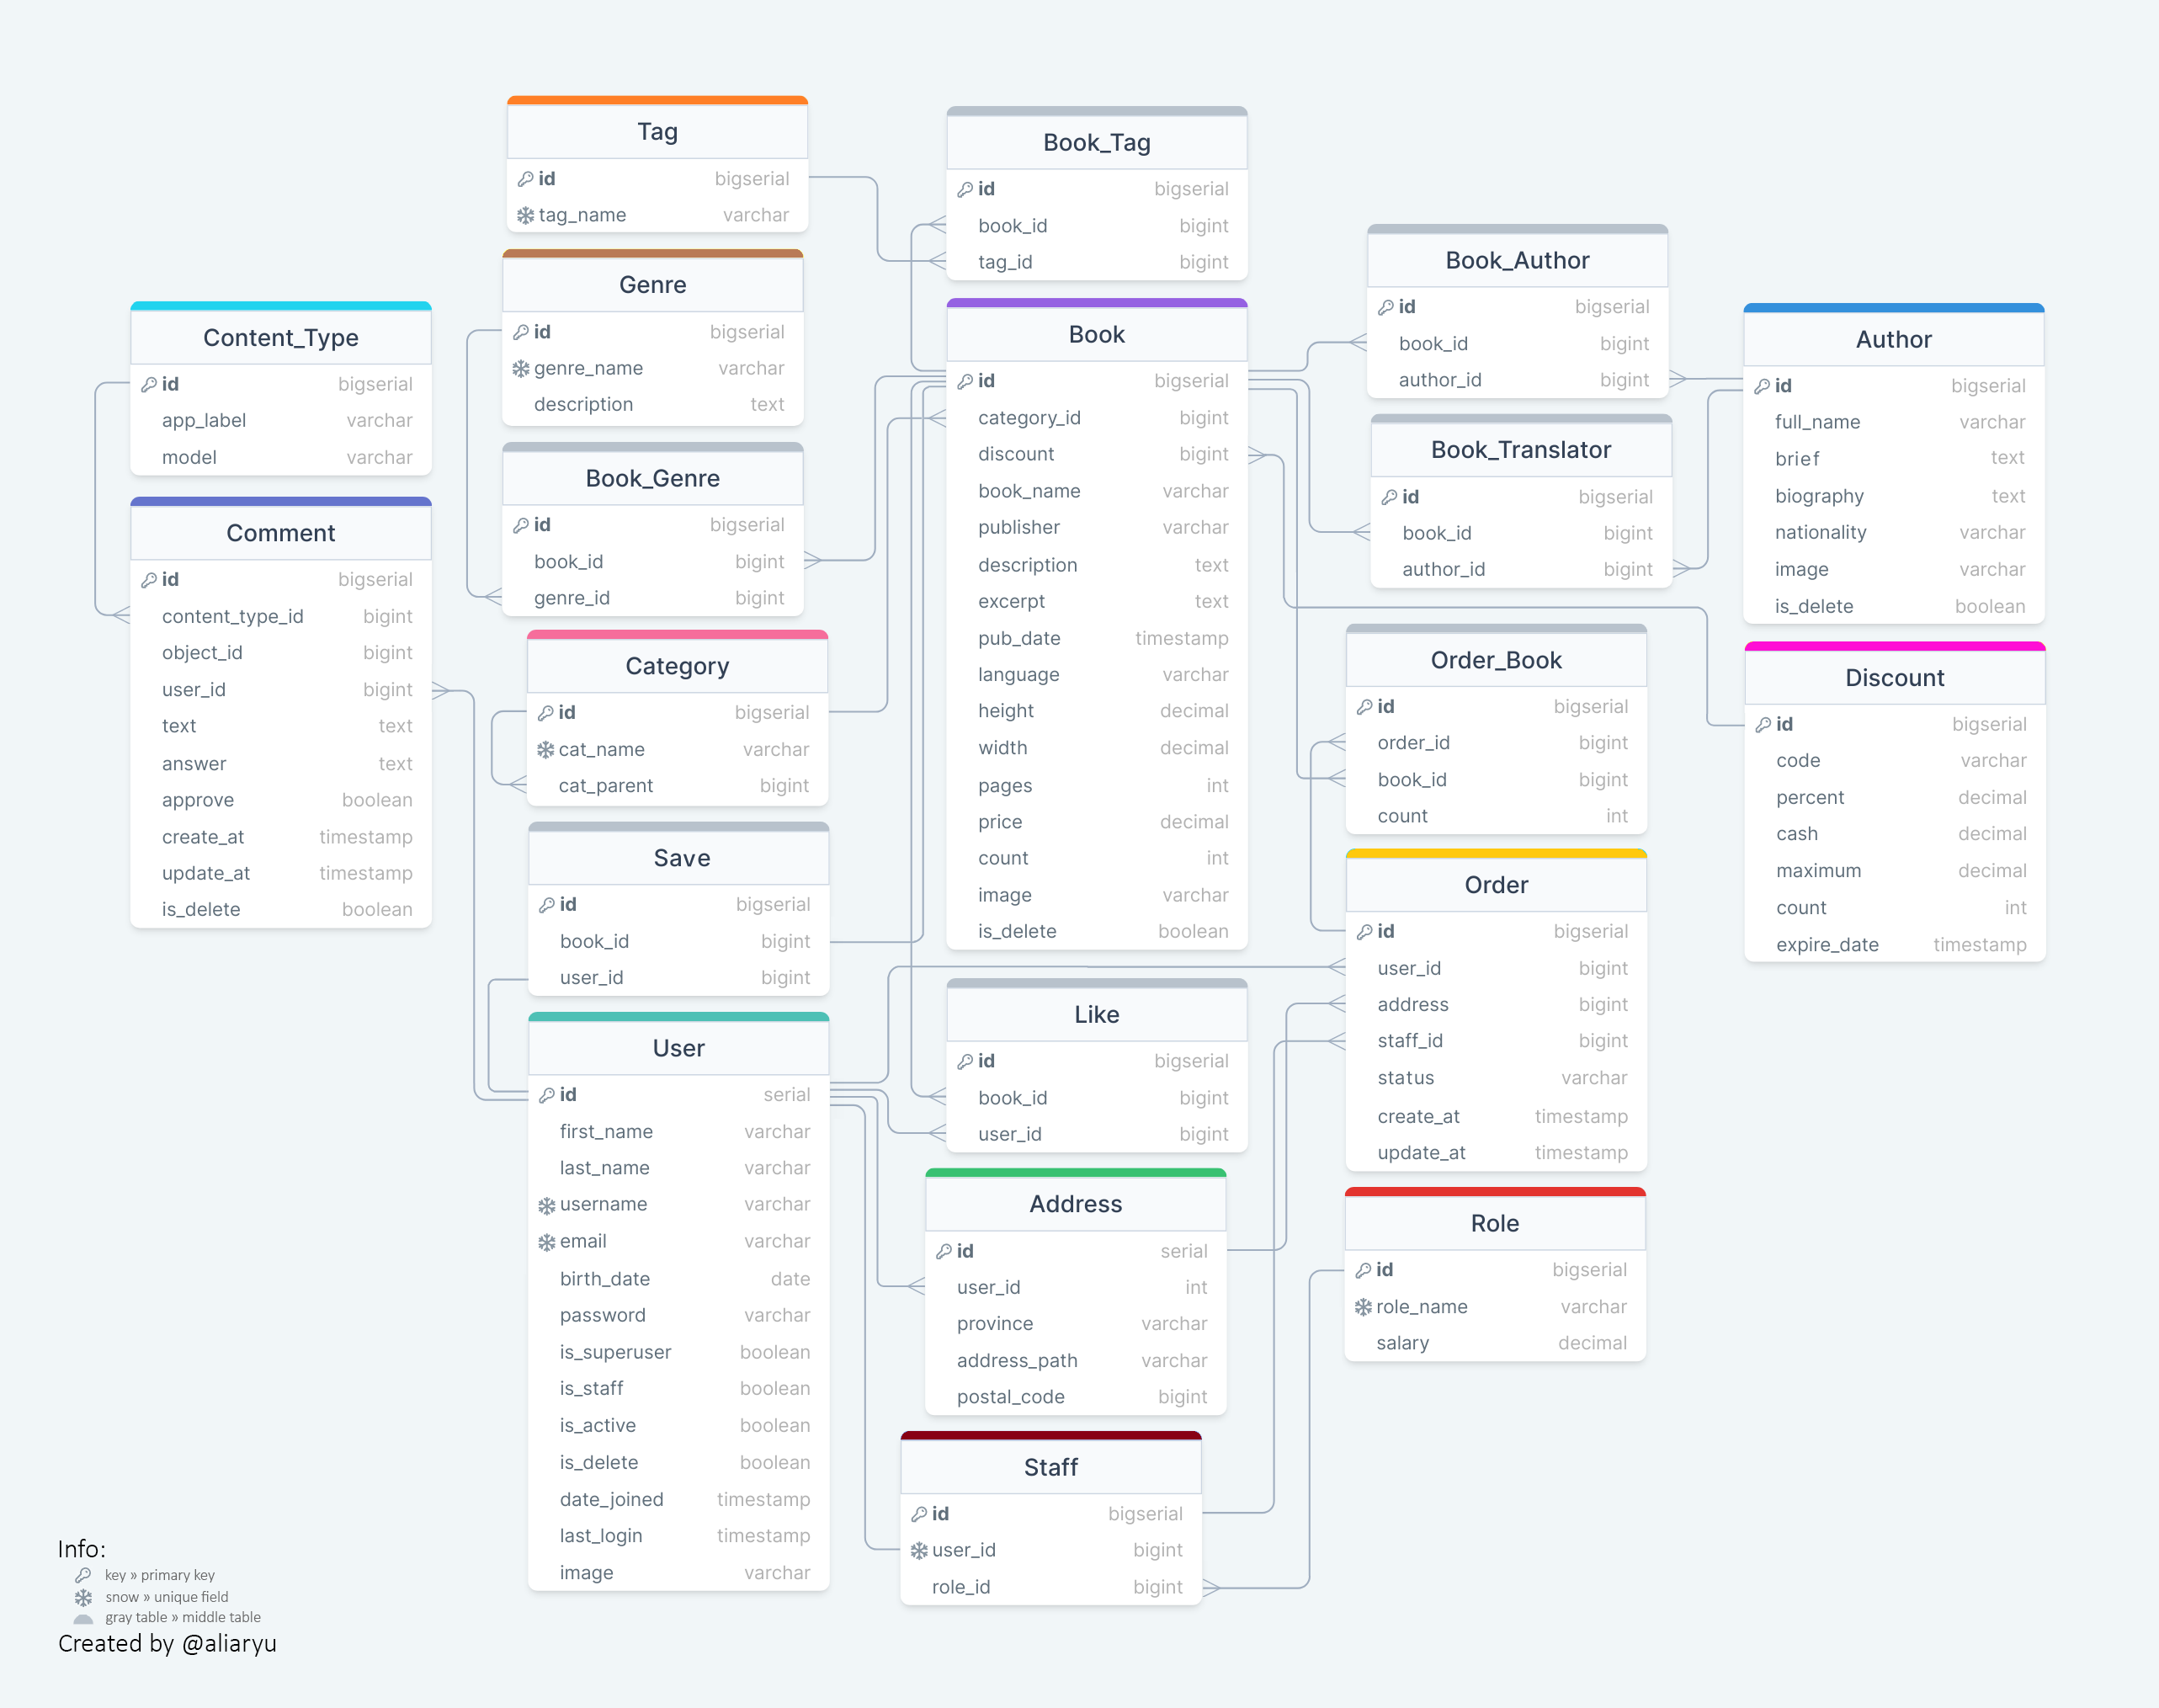 Tag
id bigserial
tag_name varchar
Genre
id bigserial
genre_name varchar
description text
Book_Genre
id bigserial
book_id bigint
genre_id bigint
Content_Type
id bigserial
app_label varchar
model varchar
Comment
id bigserial
content_type_id bigint
object_id bigint
user_id bigint
text text
answer text
approve boolean
create_at timestamp
update_at timestamp
is_delete boolean
Category
id bigserial
cat_name varchar
cat_parent bigint
Save
id bigserial
book_id bigint
user_id bigint
User
id serial
first_name varchar
last_name varchar
username varchar
email varchar
birth_date date
password varchar
is_superuser boolean
is_staff boolean
is_active boolean
is_delete boolean
date_joined timestamp
last_login timestamp
image varchar
Book_Tag
id bigserial
book_id bigint
tag_id bigint
Book
id bigserial
category_id bigint
discount bigint
book_name varchar
publisher varchar
description text
excerpt text
pub_date timestamp
language varchar
height decimal
width decimal
pages int
price decimal
count int
image varchar
is_delete boolean
Like
id bigserial
book_id bigint
user_id bigint
Address
id serial
user_id int
province varchar
address_path varchar
postal_code bigint
Staff
id bigserial
user_id bigint
role_id bigint
Book_Author
id bigserial
book_id bigint
author_id bigint
Book_Translator
id bigserial
book_id bigint
author_id bigint
Order_Book
id bigserial
order_id bigint
book_id bigint
count int
Order
id bigserial
user_id bigint
address bigint
staff_id bigint
status varchar
create_at timestamp
update_at timestamp
Role
id bigserial
role_name varchar
salary decimal
Author
id bigserial
full_name varchar
brief text
biography text
nationality varchar
image varchar
is_delete boolean
Discount
id bigserial
code varchar
percent decimal
cash decimal
maximum decimal
count int
expire_date timestamp
Info:
key » primary key
snow » unique field
gray table » middle table
Created by @aliaryu